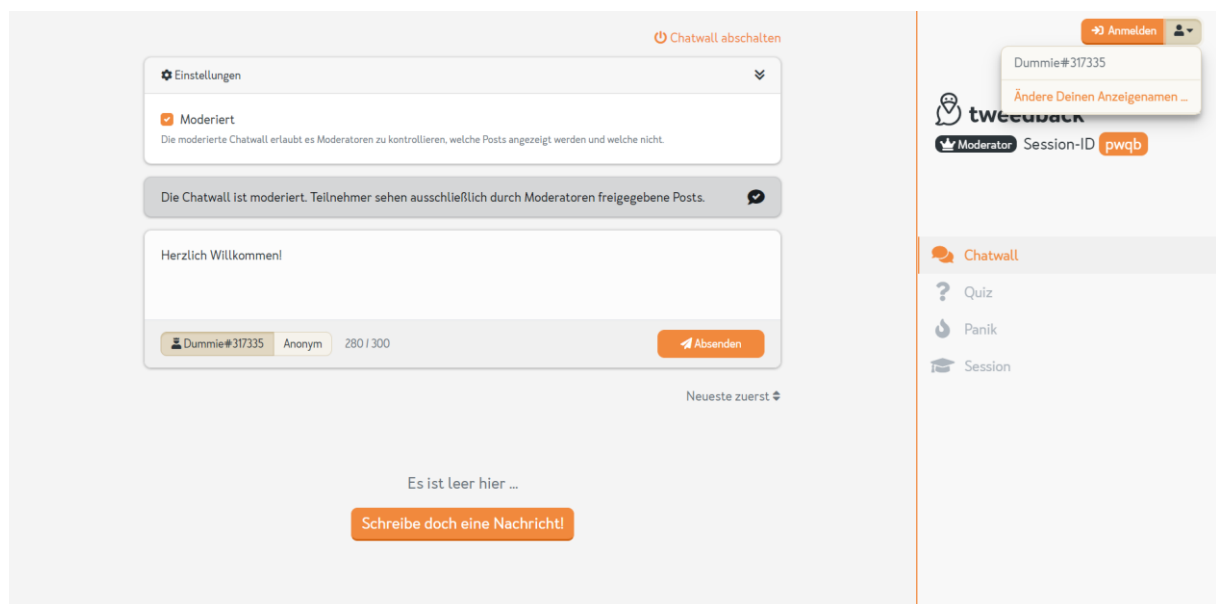 Chatwall abschalten
Einstellungen
Moderiert
Die moderierte Chatwall erlaubt es Moderatoren zu kontrollieren, welche Posts angezeigt werden und welche nicht.
Die Chatwall ist moderiert. Teilnehmer sehen ausschließlich durch Moderatoren freigegebene Posts.
Herzlich Willkommen!
Dummie#317335 Anonym 280 / 300 Absenden
Neueste zuerst
Es ist leer hier ...
Schreibe doch eine Nachricht!
Anmelden
Dummie#317335
Ändere Deinen Anzeigenamen ...
tweedback
Moderator Session-ID pwqb
Chatwall
Quiz
Panik
Session